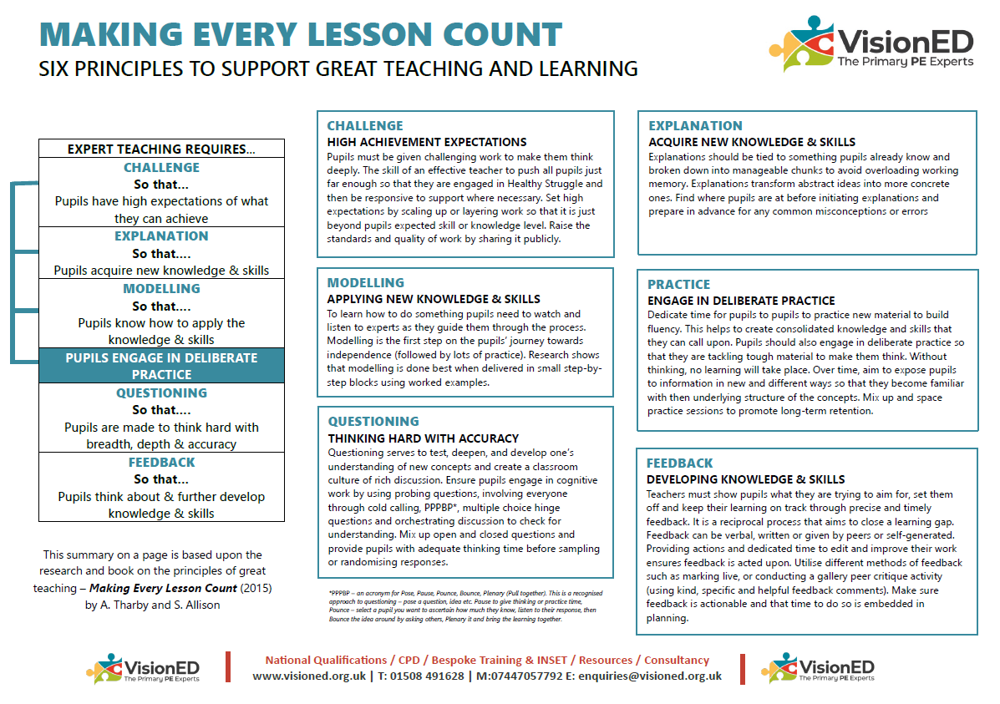 MAKING EVERY LESSON COUNT
SIX PRINCIPLES TO SUPPORT GREAT TEACHING AND LEARNING
VisionED
The Primary PE Experts
EXPERT TEACHING REQUIRES...
CHALLENGE
So that...
Pupils have high expectations of what
they can achieve
EXPLANATION
So that....
Pupils acquire new knowledge & skills
MODELLING
So that....
Pupils know how to apply the
knowledge & skills
PUPILS ENGAGE IN DELIBERATE
PRACTICE
QUESTIONING
So that....
Pupils are made to think hard with
breadth, depth & accuracy
FEEDBACK
So that...
Pupils think about & further develop
knowledge & skills
This summary on a page is based upon the
research and book on the principles of great
teaching – Making Every Lesson Count (2015)
by A. Tharby and S. Allison
CHALLENGE
HIGH ACHIEVEMENT EXPECTATIONS
Pupils must be given challenging work to make them think
deeply. The skill of an effective teacher to push all pupils just
far enough so that they are engaged in Healthy Struggle and
then be responsive to support where necessary. Set high
expectations by scaling up or layering work so that it is just
beyond pupils expected skill or knowledge level. Raise the
standards and quality of work by sharing it publicly.
EXPLANATION
ACQUIRE NEW KNOWLEDGE & SKILLS
Explanations should be tied to something pupils already know and
broken down into manageable chunks to avoid overloading working
memory. Explanations transform abstract ideas into more concrete
ones. Find where pupils are at before initiating explanations and
prepare in advance for any common misconceptions or errors
MODELLING
APPLYING NEW KNOWLEDGE & SKILLS
To learn how to do something pupils need to watch and
listen to experts as they guide them through the process.
Modelling is the first step on the pupils’ journey towards
independence (followed by lots of practice). Research shows
that modelling is done best when delivered in small step-by-
step blocks using worked examples.
PRACTICE
ENGAGE IN DELIBERATE PRACTICE
Dedicate time for pupils to pupils to practice new material to build
fluency. This helps to create consolidated knowledge and skills that
they can call upon. Pupils should also engage in deliberate practice so
that they are tackling tough material to make them think. Without
thinking, no learning will take place. Over time, aim to expose pupils
to information in new and different ways so that they become familiar
with then underlying structure of the concepts. Mix up and space
practice sessions to promote long-term retention.
QUESTIONING
THINKING HARD WITH ACCURACY
Questioning serves to test, deepen, and develop one’s
understanding of new concepts and create a classroom
culture of rich discussion. Ensure pupils engage in cognitive
work by using probing questions, involving everyone
through cold calling, PPPBP*, multiple choice hinge
questions and orchestrating discussion to check for
understanding. Mix up open and closed questions and
provide pupils with adequate thinking time before sampling
or randomising responses.
*PPPBP – an acronym for Pose, Pause, Pounce, Bounce, Plenary (Pull together). This is a recognised
approach to questioning – pose a question, idea etc. Pause to give thinking or practice time,
Pounce – select a pupil you want to ascertain how much they know, listen to their response, then
Bounce the idea around by asking others, Plenary it and bring the learning together.
FEEDBACK
DEVELOPING KNOWLEDGE & SKILLS
Teachers must show pupils what they are trying to aim for, set them
off and keep their learning on track through precise and timely
feedback. It is a reciprocal process that aims to close a learning gap.
Feedback can be verbal, written or given by peers or self-generated.
Providing actions and dedicated time to edit and improve their work
ensures feedback is acted upon. Utilise different methods of feedback
such as marking live, or conducting a gallery peer critique activity
(using kind, specific and helpful feedback comments). Make sure
feedback is actionable and that time to do so is embedded in
planning.
VisionED
The Primary PE Experts
National Qualifications / CPD / Bespoke Training & INSET / Resources / Consultancy
www.visioned.org.uk | T: 01508 491628 | M:07447057792 E: enquiries@visioned.org.uk
VisionED
The Primary PE Experts